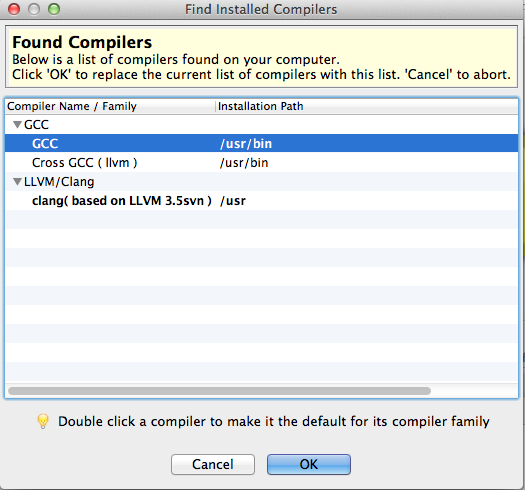 Find Installed Compilers
Found Compilers
Below is a list of compilers found on your computer.
Click 'OK' to replace the current list of compilers with this list. 'Cancel' to abort.
Compiler Name / Family Installation Path
GCC
GCC /usr/bin
Cross GCC ( llvm ) /usr/bin
LLVM/Clang
clang( based on LLVM 3.5svn ) /usr
Double click a compiler to make it the default for its compiler family
Cancel OK